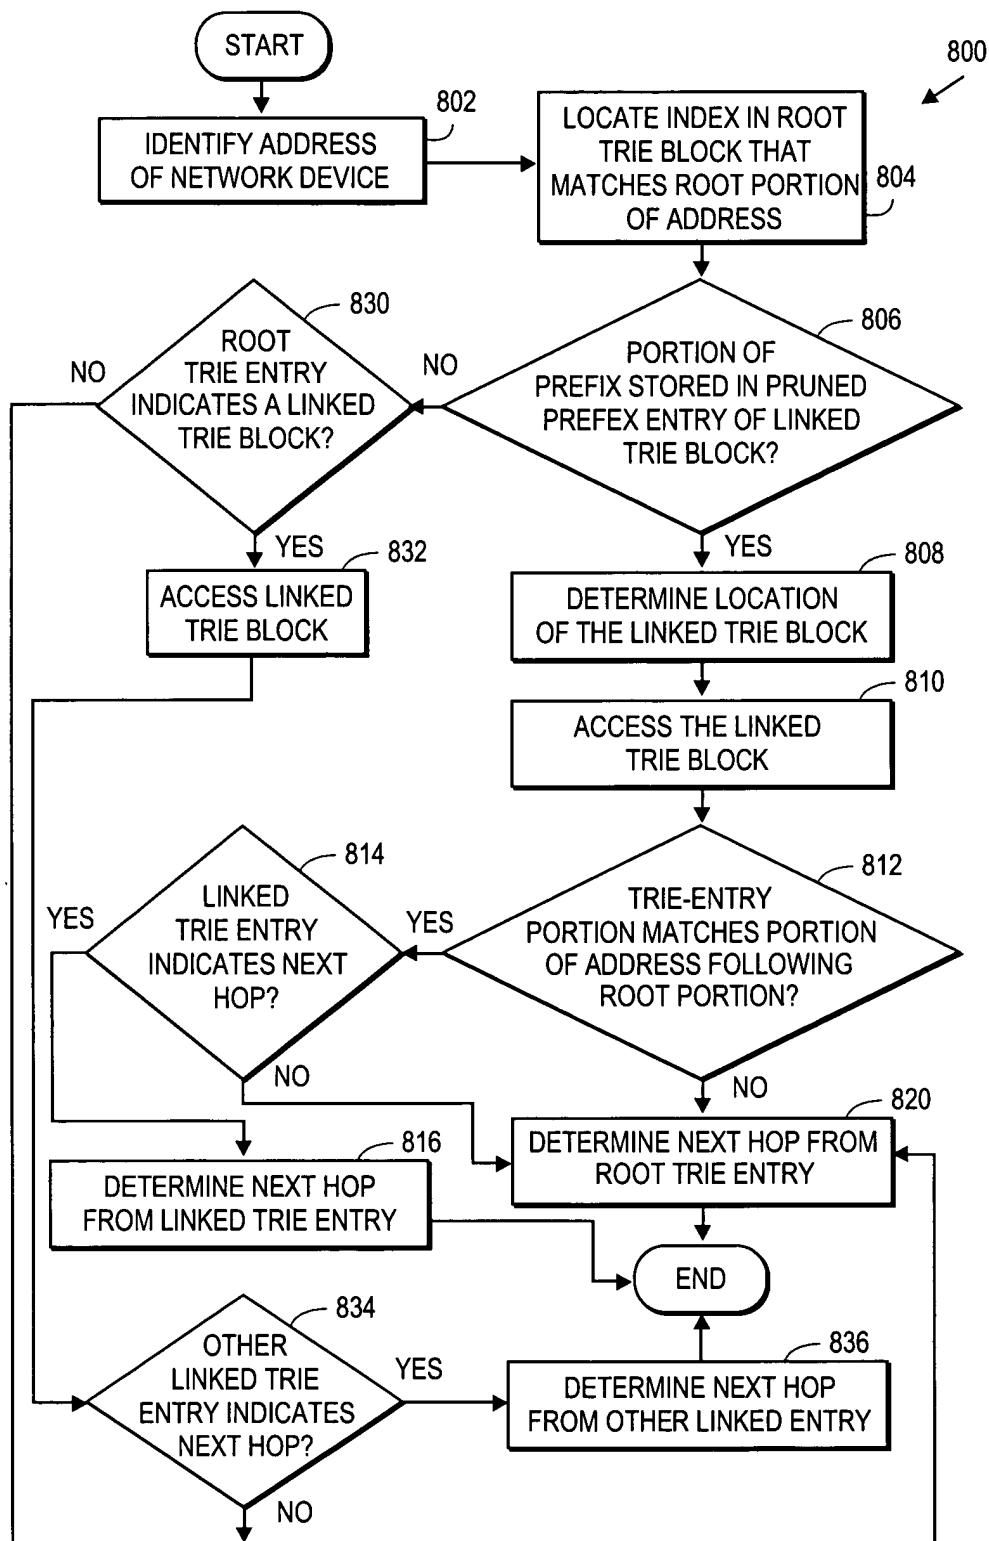 START
800
802
IDENTIFY ADDRESS
OF NETWORK DEVICE
LOCATE INDEX IN ROOT
TRIE BLOCK THAT
MATCHES ROOT PORTION
OF ADDRESS
804
830
ROOT
TRIE ENTRY
INDICATES A LINKED
TRIE BLOCK?
NO
NO
806
PORTION OF
PREFIX STORED IN PRUNED
PREFEX ENTRY OF LINKED
TRIE BLOCK?
YES
832
ACCESS LINKED
TRIE BLOCK
YES
808
DETERMINE LOCATION
OF THE LINKED TRIE BLOCK
810
ACCESS THE LINKED
TRIE BLOCK
814
LINKED
TRIE ENTRY
INDICATES NEXT
HOP?
YES
YES
812
TRIE-ENTRY
PORTION MATCHES PORTION
OF ADDRESS FOLLOWING
ROOT PORTION?
NO
NO
820
DETERMINE NEXT HOP FROM
ROOT TRIE ENTRY
816
DETERMINE NEXT HOP
FROM LINKED TRIE ENTRY
END
834
OTHER
LINKED TRIE
ENTRY INDICATES
NEXT HOP?
YES
836
DETERMINE NEXT HOP
FROM OTHER LINKED ENTRY
NO